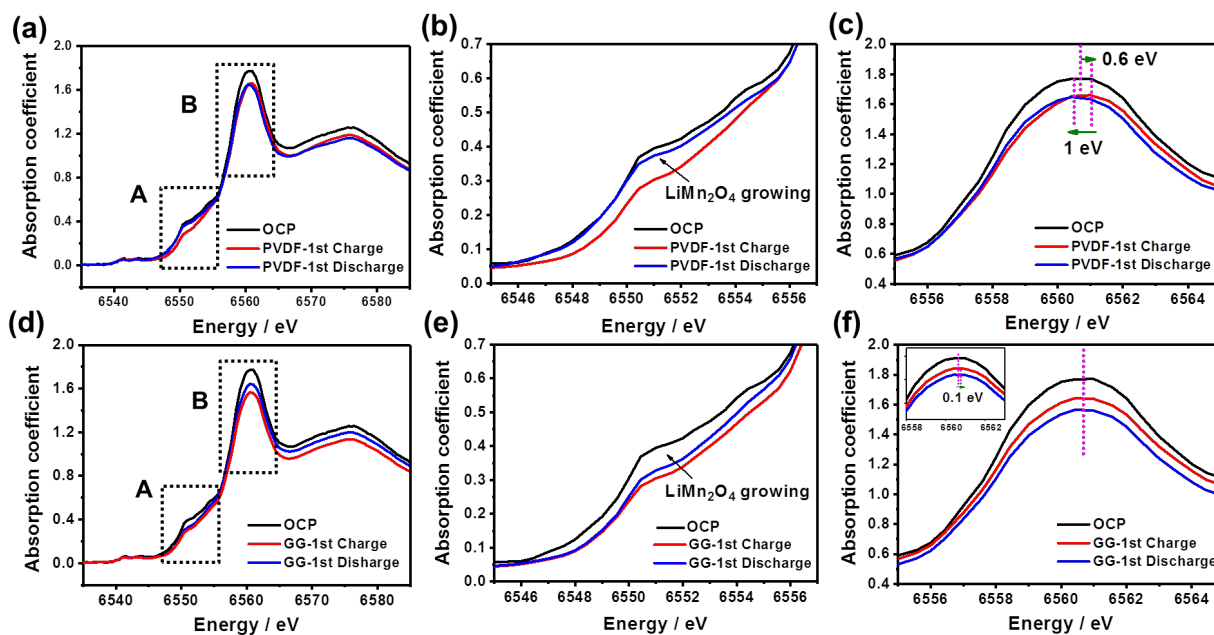 (a)
2.0
1.6
1.2
0.8
0.4
0.0
Absorption coefficient
A
B
OCP
PVDF-1st Charge
PVDF-1st Discharge
6540 6550 6560 6570 6580
Energy / eV
(b)
0.7
0.6
0.5
0.4
0.3
0.2
0.1
0.0
Absorption coefficient
LiMn₂O₄ growing
OCP
PVDF-1st Charge
PVDF-1st Discharge
6546 6548 6550 6552 6554 6556
Energy / eV
(c)
2.0
1.8
1.6
1.4
1.2
1.0
0.8
0.6
Absorption coefficient
0.6 eV
1 eV
OCP
PVDF-1st Charge
PVDF-1st Discharge
6556 6558 6560 6562 6564
Energy / eV
(d)
2.0
1.6
1.2
0.8
0.4
0.0
Absorption coefficient
A
B
OCP
GG-1st Charge
GG-1st Disharge
6540 6550 6560 6570 6580
Energy / eV
(e)
0.7
0.6
0.5
0.4
0.3
0.2
0.1
0.0
Absorption coefficient
LiMn₂O₄ growing
OCP
GG-1st Charge
GG-1st Discharge
6546 6548 6550 6552 6554 6556
Energy / eV
(f)
2.0
1.8
1.6
1.4
1.2
1.0
0.8
0.6
0.4
Absorption coefficient
0.1 eV
6558 6560 6562
OCP
GG-1st Charge
GG-1st Discharge
6556 6558 6560 6562 6564
Energy / eV